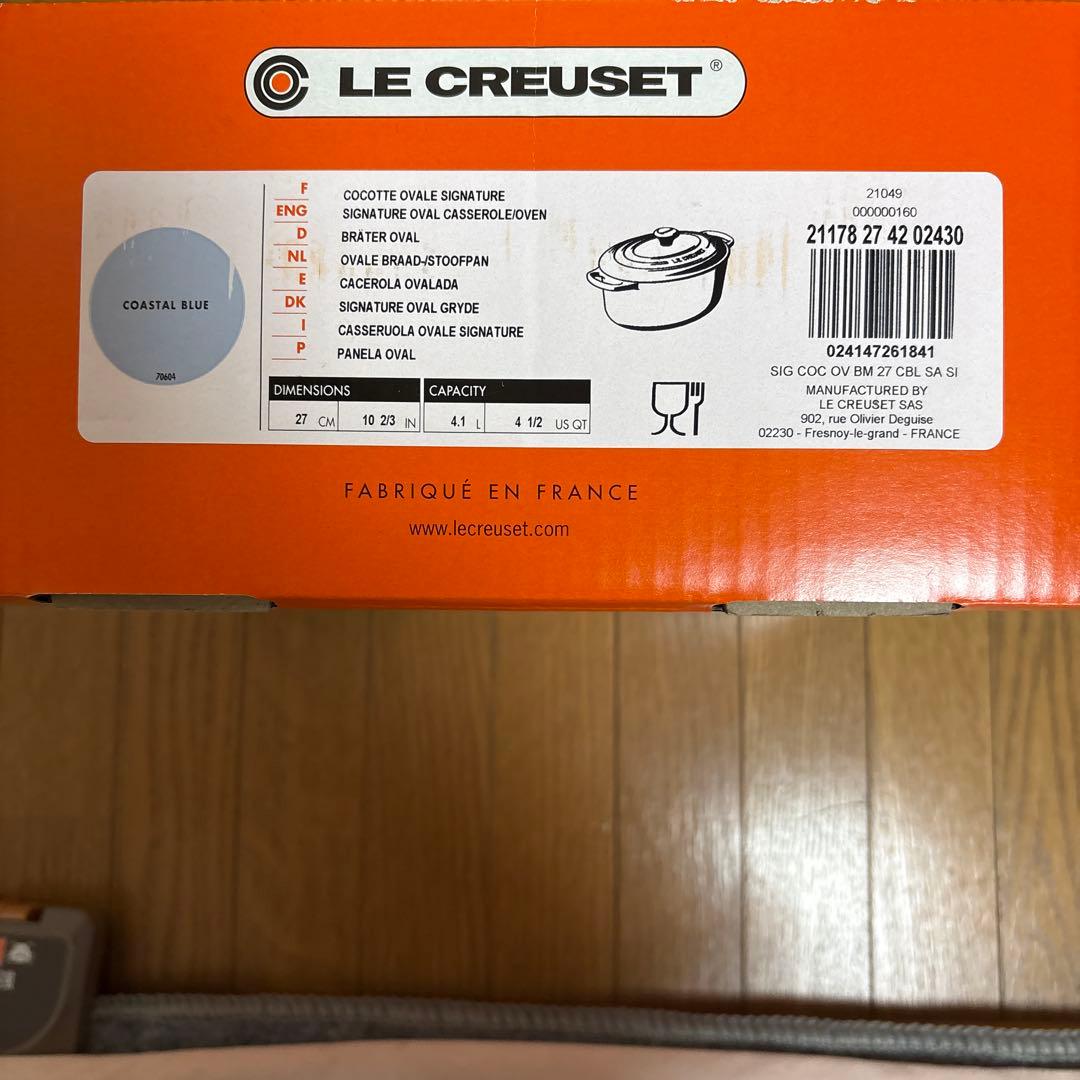 LE CREUSET®
COASTAL BLUE
70604
F COCOTTE OVALE SIGNATURE
ENG SIGNATURE OVAL CASSEROLE/OVEN
D BRÄTER OVAL
NL OVALE BRAAD-/STOOFPAN
E CACEROLA OVALADA
DK SIGNATURE OVAL GRYDE
I CASSERUOLA OVALE SIGNATURE
P PANELA OVAL
DIMENSIONS CAPACITY
27 CM 10 2/3 IN 4.1 L 4 1/2 US QT
LE CREUSET
21049
000000160
21178 27 42 02430
024147261841
SIG COC OV BM 27 CBL SA SI
MANUFACTURED BY
LE CREUSET SAS
902, rue Olivier Deguise
02230 - Fresnoy-le-grand - FRANCE
FABRIQUÉ EN FRANCE
www.lecreuset.com